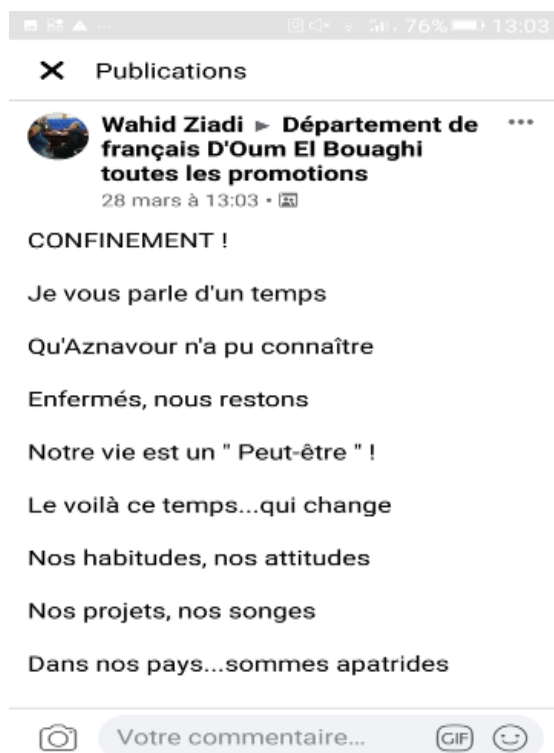 76% 13:03
Publications
Wahid Ziadi ► Département de
français D'Oum El Bouaghi
toutes les promotions
28 mars à 13:03 •
CONFINEMENT !
Je vous parle d'un temps
Qu'Aznavour n'a pu connaître
Enfermés, nous restons
Notre vie est un " Peut-être " !
Le voilà ce temps...qui change
Nos habitudes, nos attitudes
Nos projets, nos songes
Dans nos pays...sommes apatrides
Votre commentaire... GIF